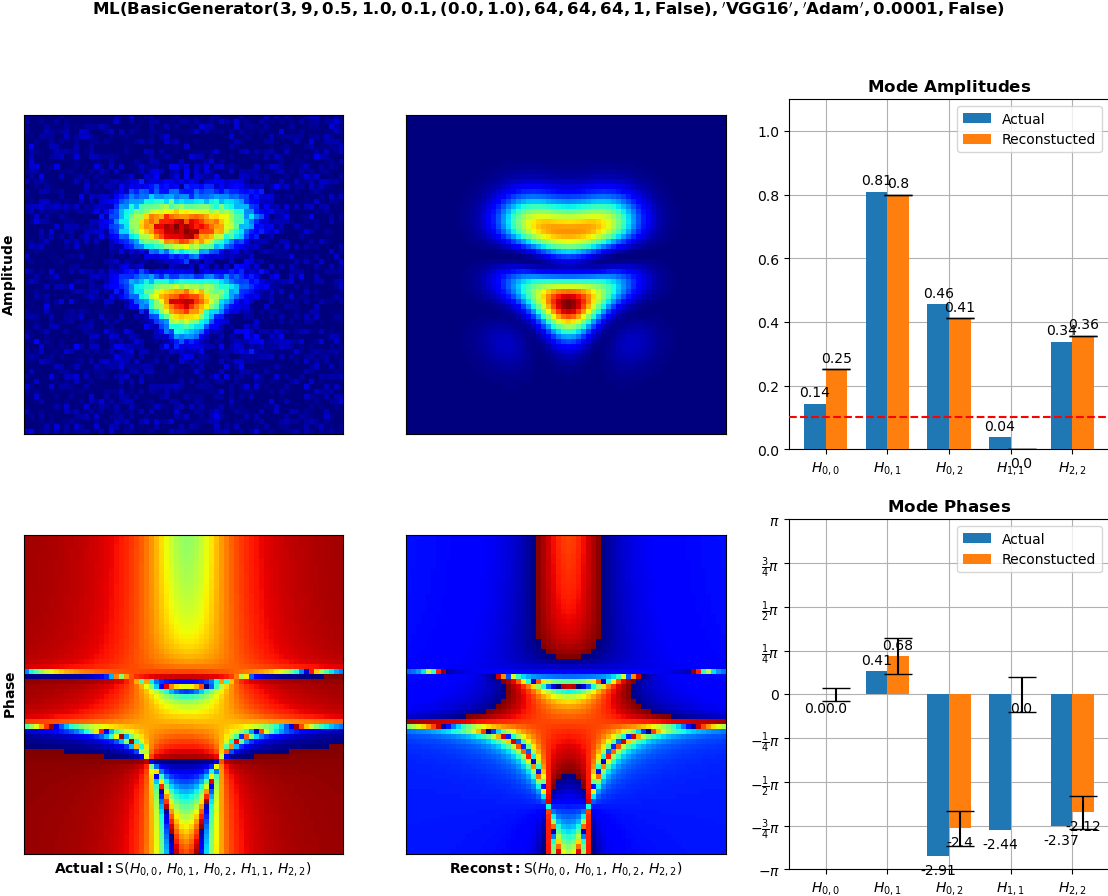 ML(BasicGenerator(3, 9, 0.5, 1.0, 0.1, (0.0, 1.0), 64, 64, 64, 1, False), 'VGG16', 'Adam', 0.0001, False)
Amplitude
Mode Amplitudes
Actual
Reconstucted
1.0
0.8
0.6
0.4
0.2
0.0
0.14
0.25
0.81
0.8
0.46
0.41
0.04
0.0
0.34
0.36
H0, 0
H0, 1
H0, 2
H1, 1
H2, 2
Phase
Actual: S(H0, 0, H0, 1, H0, 2, H1, 1, H2, 2)
Reconst: S(H0, 0, H0, 1, H0, 2, H2, 2)
Mode Phases
Actual
Reconstucted
π
3/4π
1/2π
1/4π
0
−1/4π
−1/2π
−3/4π
−π
0.0
0.0
0.41
0.68
-2.91
-2.4
-2.44
0.0
-2.37
-2.12
H0, 0
H0, 1
H0, 2
H1, 1
H2, 2